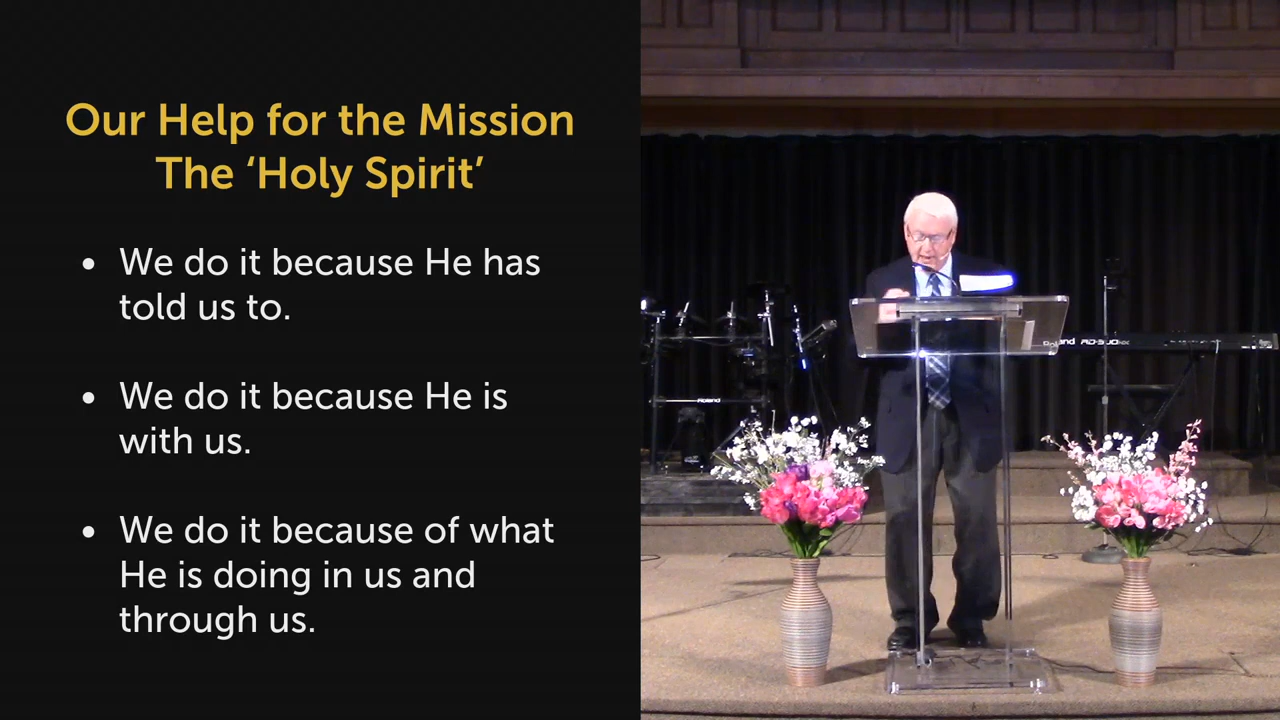 Our Help for the Mission
The ‘Holy Spirit’
• We do it because He has
told us to.
• We do it because He is
with us.
• We do it because of what
He is doing in us and
through us.
Roland
Roland